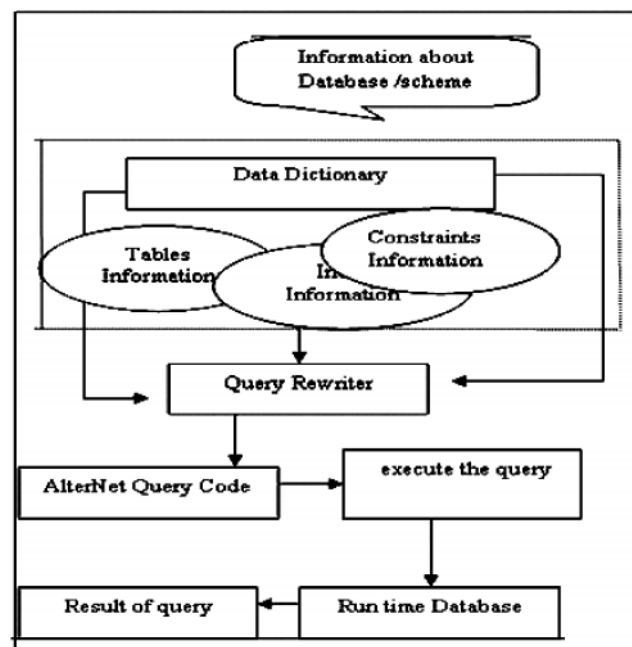 Information about
Database /scheme
Data Dictionary
Tables
Information
Constraints
Information
Information
Query Rewriter
AlterNet Query Code
execute the query
Result of query
Run time Database